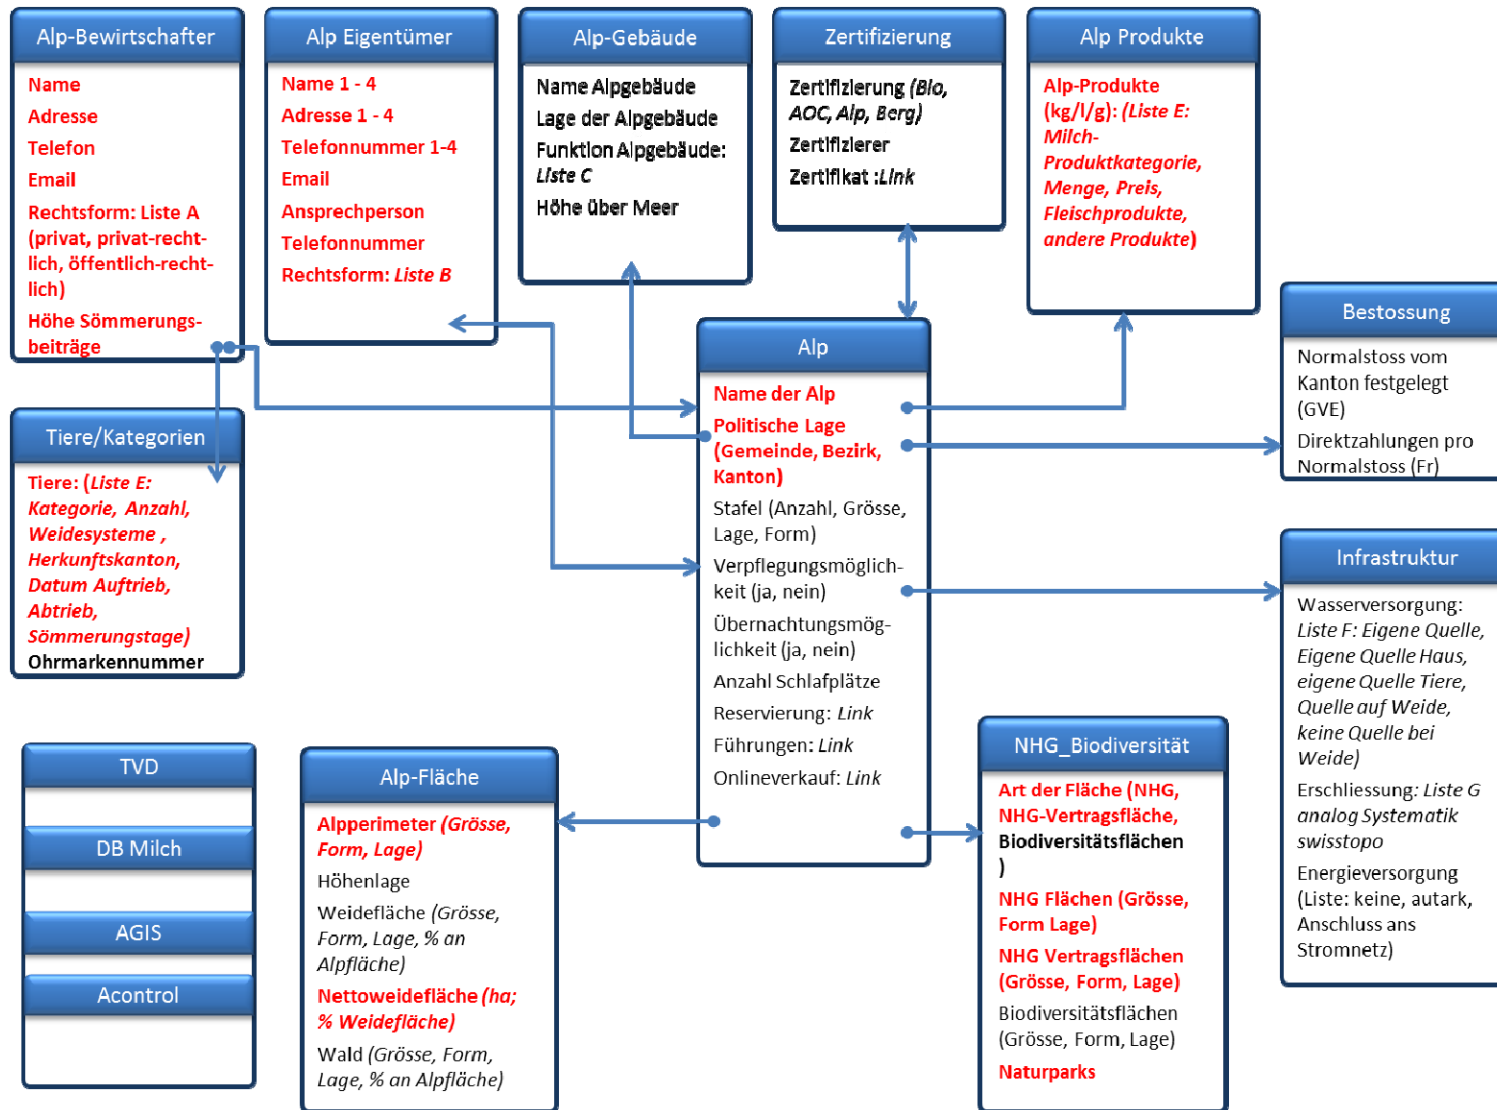 Alp-Bewirtschafter
Name
Adresse
Telefon
Email
Rechtsform: Liste A
(privat, privat-recht-
lich, öffentlich-recht-
lich)
Höhe Sömmerungs-
beiträge
Alp Eigentümer
Name 1 - 4
Adresse 1 - 4
Telefonnummer 1-4
Email
Ansprechperson
Telefonnummer
Rechtsform: Liste B
Alp-Gebäude
Name Alpgebäude
Lage der Alpgebäude
Funktion Alpgebäude:
Liste C
Höhe über Meer
Zertifizierung
Zertifizierung (Bio,
AOC, Alp, Berg)
Zertifizierer
Zertifikat :Link
Alp Produkte
Alp-Produkte
(kg/l/g): (Liste E:
Milch-
Produktkategorie,
Menge, Preis,
Fleischprodukte,
andere Produkte)
Bestossung
Normalstoss vom
Kanton festgelegt
(GVE)
Direktzahlungen pro
Normalstoss (Fr)
Alp
Name der Alp
Politische Lage
(Gemeinde, Bezirk,
Kanton)
Stafel (Anzahl, Grösse,
Lage, Form)
Verpflegungsmöglich-
keit (ja, nein)
Übernachtungsmög-
lichkeit (ja, nein)
Anzahl Schlafplätze
Reservierung: Link
Führungen: Link
Onlineverkauf: Link
Tiere/Kategorien
Tiere: (Liste E:
Kategorie, Anzahl,
Weidesysteme ,
Herkunftskanton,
Datum Auftrieb,
Abtrieb,
Sömmerungstage)
Ohrmarkennummer
Infrastruktur
Wasserversorgung:
Liste F: Eigene Quelle,
Eigene Quelle Haus,
eigene Quelle Tiere,
Quelle auf Weide,
keine Quelle bei
Weide)
Erschliessung: Liste G
analog Systematik
swisstopo
Energieversorgung
(Liste: keine, autark,
Anschluss ans
Stromnetz)
TVD
DB Milch
AGIS
Acontrol
Alp-Fläche
Alpperimeter (Grösse,
Form, Lage)
Höhenlage
Weidefläche (Grösse,
Form, Lage, % an
Alpfläche)
Nettoweidefläche (ha;
% Weidefläche)
Wald (Grösse, Form,
Lage, % an Alpfläche)
NHG_Biodiversität
Art der Fläche (NHG,
NHG-Vertragsfläche,
Biodiversitätsflächen
)
NHG Flächen (Grösse,
Form Lage)
NHG Vertragsflächen
(Grösse, Form, Lage)
Biodiversitätsflächen
(Grösse, Form, Lage)
Naturparks